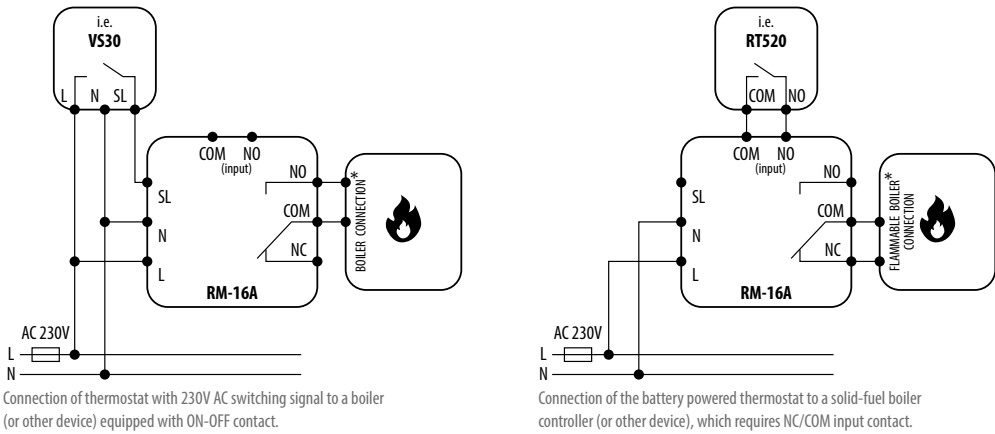 i.e.
VS30
L N SL
COM NO
(input)
NO
SL
COM
N
NC
L
RM-16A
BOILER CONNECTION*
AC 230V
L
N
Connection of thermostat with 230V AC switching signal to a boiler
(or other device) equipped with ON-OFF contact.
i.e.
RT520
COM NO
COM NO
(input)
NO
SL
COM
N
NC
L
RM-16A
FLAMMABLE BOILER*
CONNECTION
AC 230V
L
N
Connection of the battery powered thermostat to a solid-fuel boiler
controller (or other device), which requires NC/COM input contact.